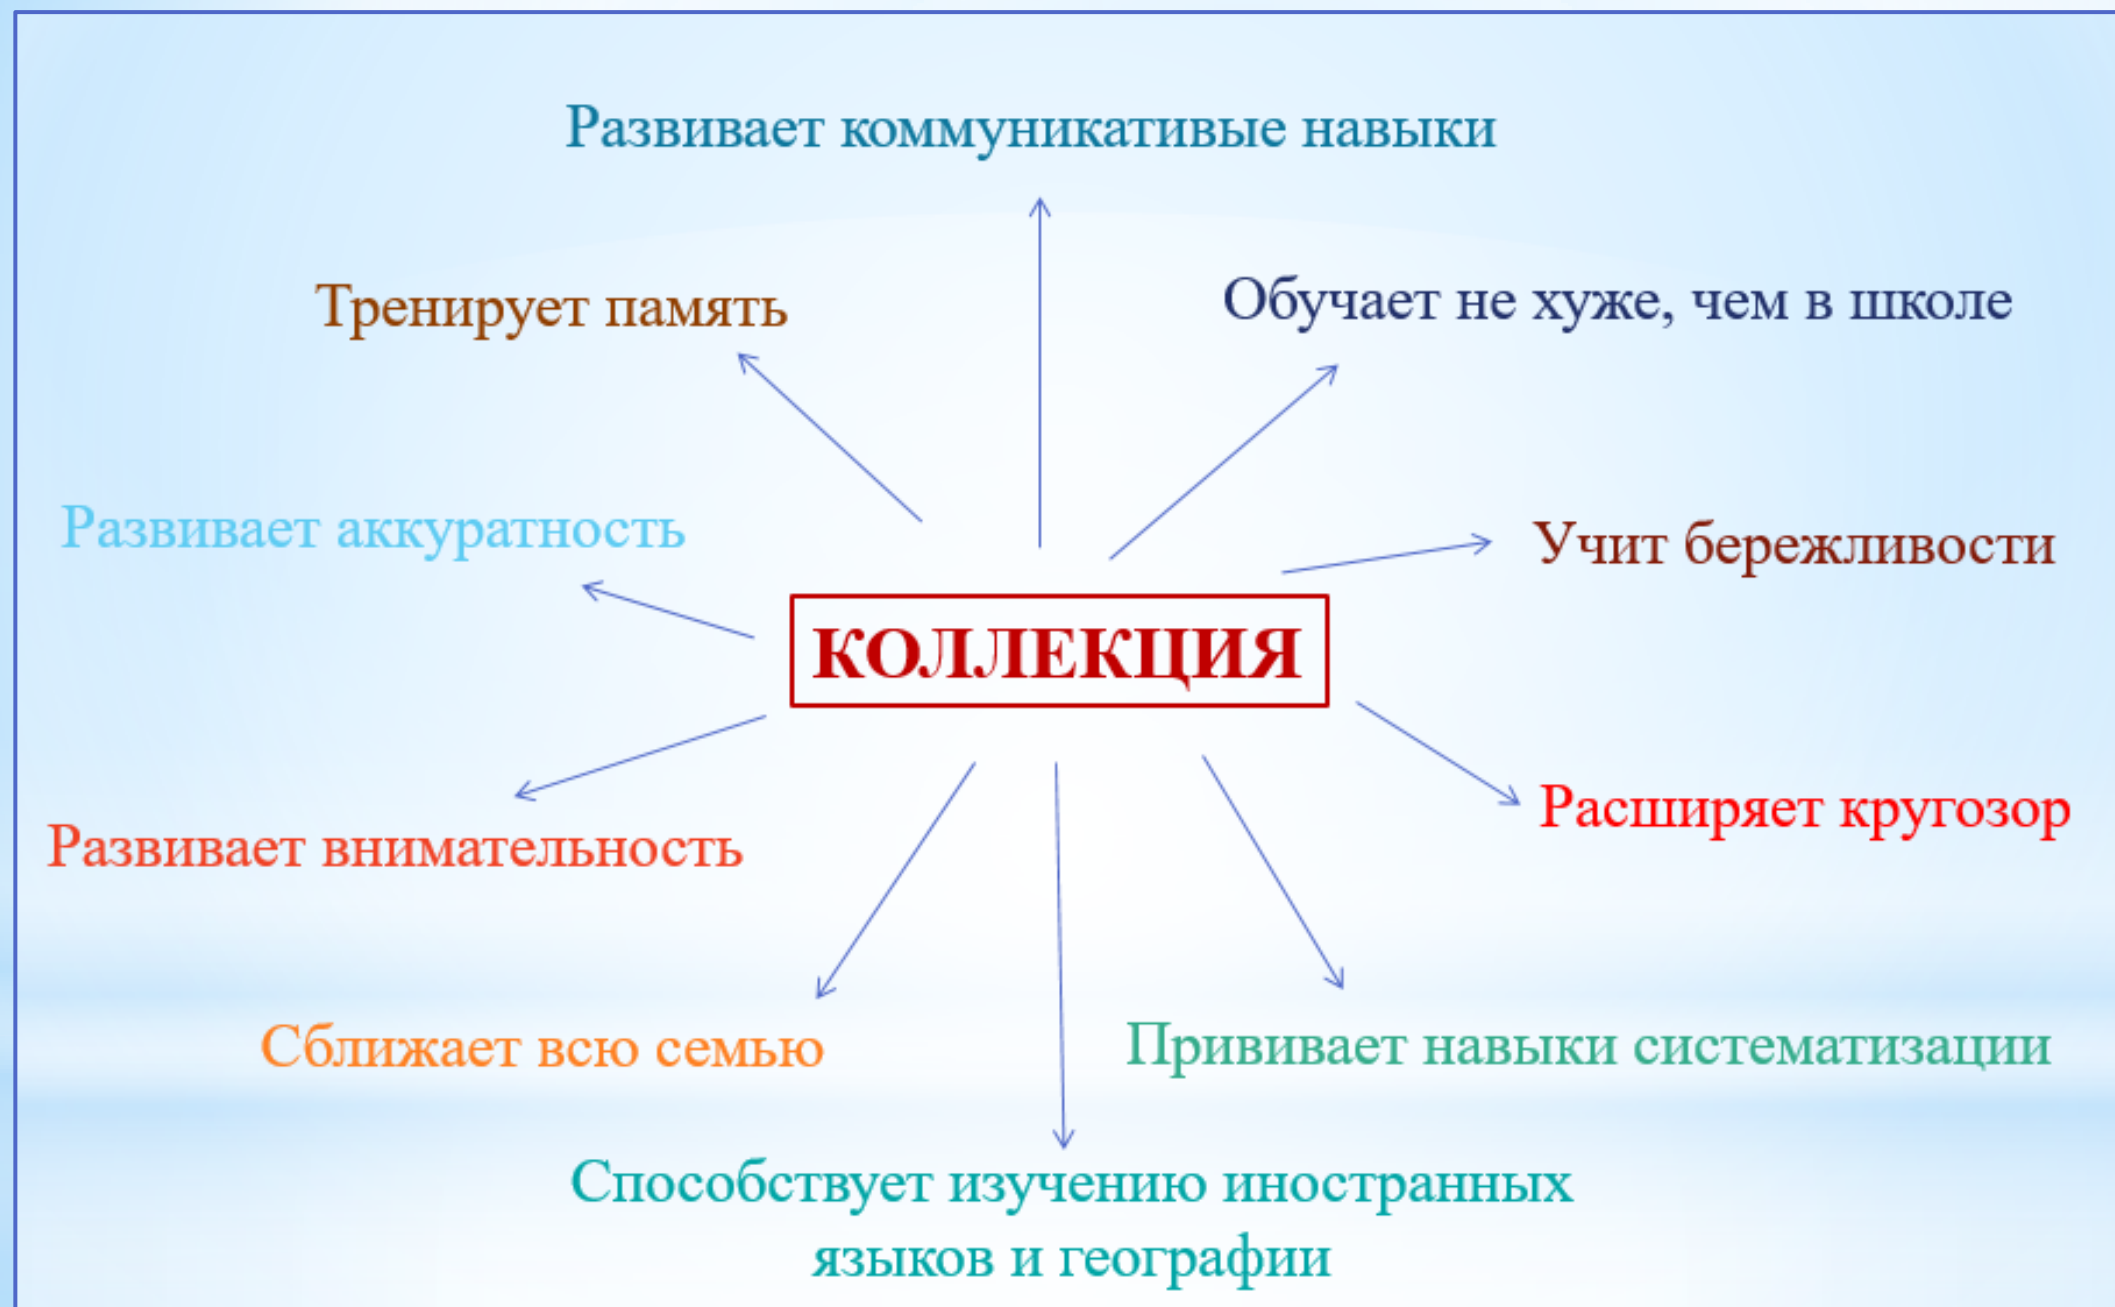 Развивает коммуникативые навыки
Тренирует память
Обучает не хуже, чем в школе
Развивает аккуратность
Учит бережливости
КОЛЛЕКЦИЯ
Развивает внимательность
Расширяет кругозор
Сближает всю семью
Прививает навыки систематизации
Способствует изучению иностранных
языков и географии